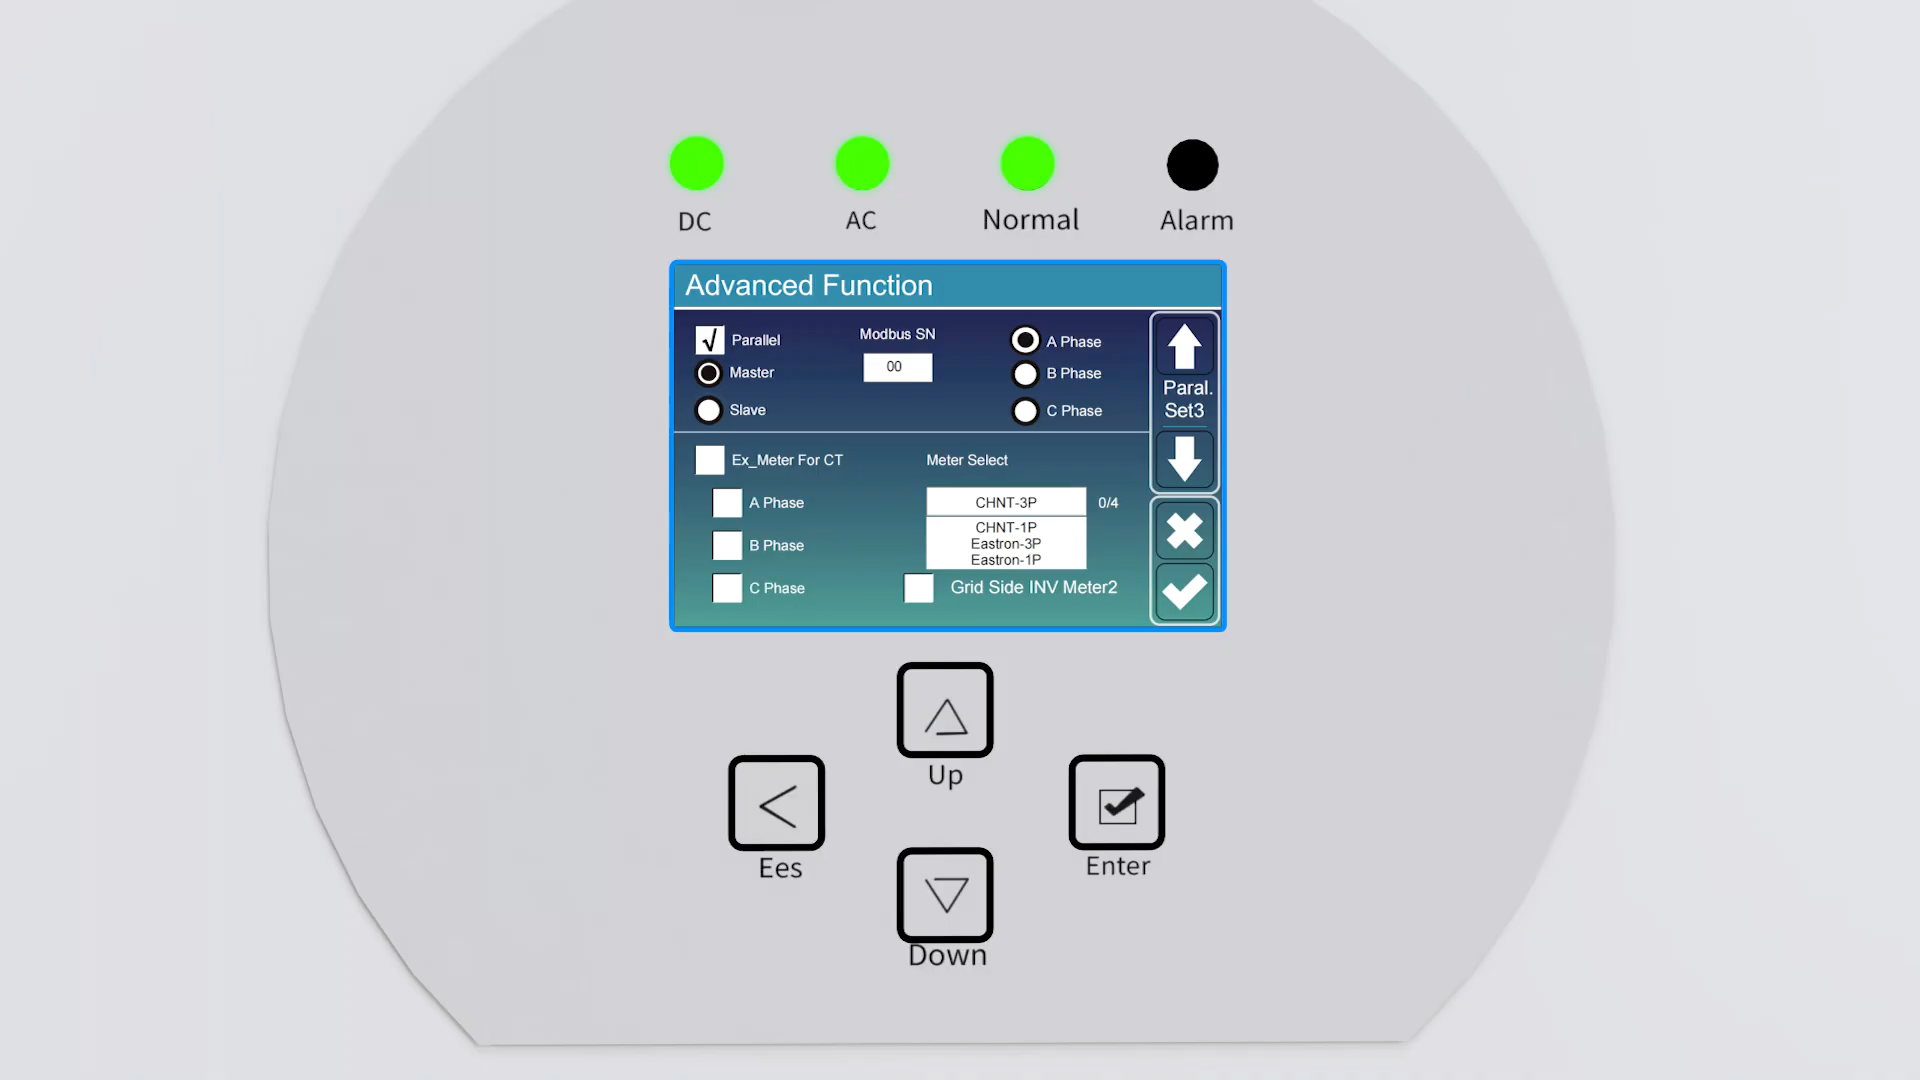 DC
AC
Normal
Alarm
Advanced Function
Parallel
Master
Slave
Modbus SN
00
A Phase
B Phase
C Phase
Paral.
Set3
Ex_Meter For CT
A Phase
B Phase
C Phase
Meter Select
CHNT-3P
0/4
CHNT-1P
Eastron-3P
Eastron-1P
Grid Side INV Meter2
Up
Ees
Enter
Down